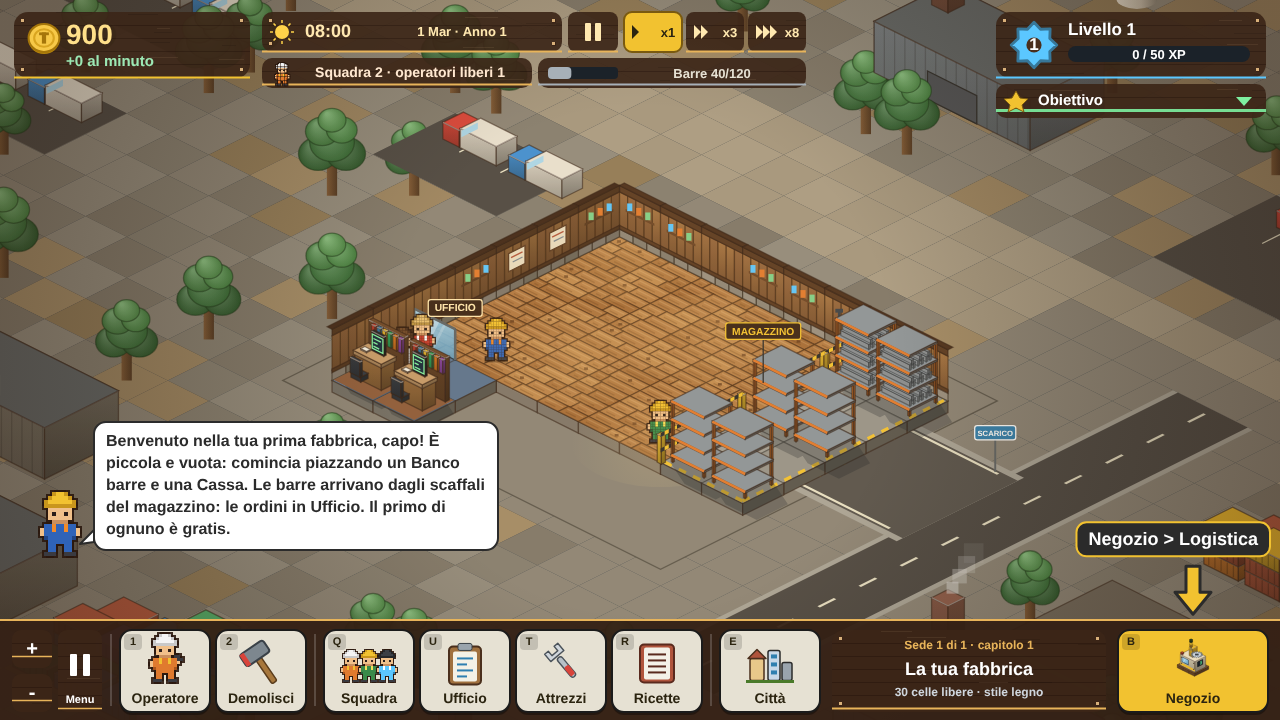 900
+0 al minuto
08:00
1 Mar · Anno 1
x1
x3
x8
Squadra 2 · operatori liberi 1
Barre 40/120
1
Livello 1
0 / 50 XP
Obiettivo
UFFICIO
MAGAZZINO
SCARICO
Benvenuto nella tua prima fabbrica, capo! È
piccola e vuota: comincia piazzando un Banco
barre e una Cassa. Le barre arrivano dagli scaffali
del magazzino: le ordini in Ufficio. Il primo di
ognuno è gratis.
Negozio > Logistica
+
-
Menu
1
Operatore
2
Demolisci
Q
Squadra
U
Ufficio
T
Attrezzi
R
Ricette
E
Città
Sede 1 di 1 · capitolo 1
La tua fabbrica
30 celle libere · stile legno
B
Negozio